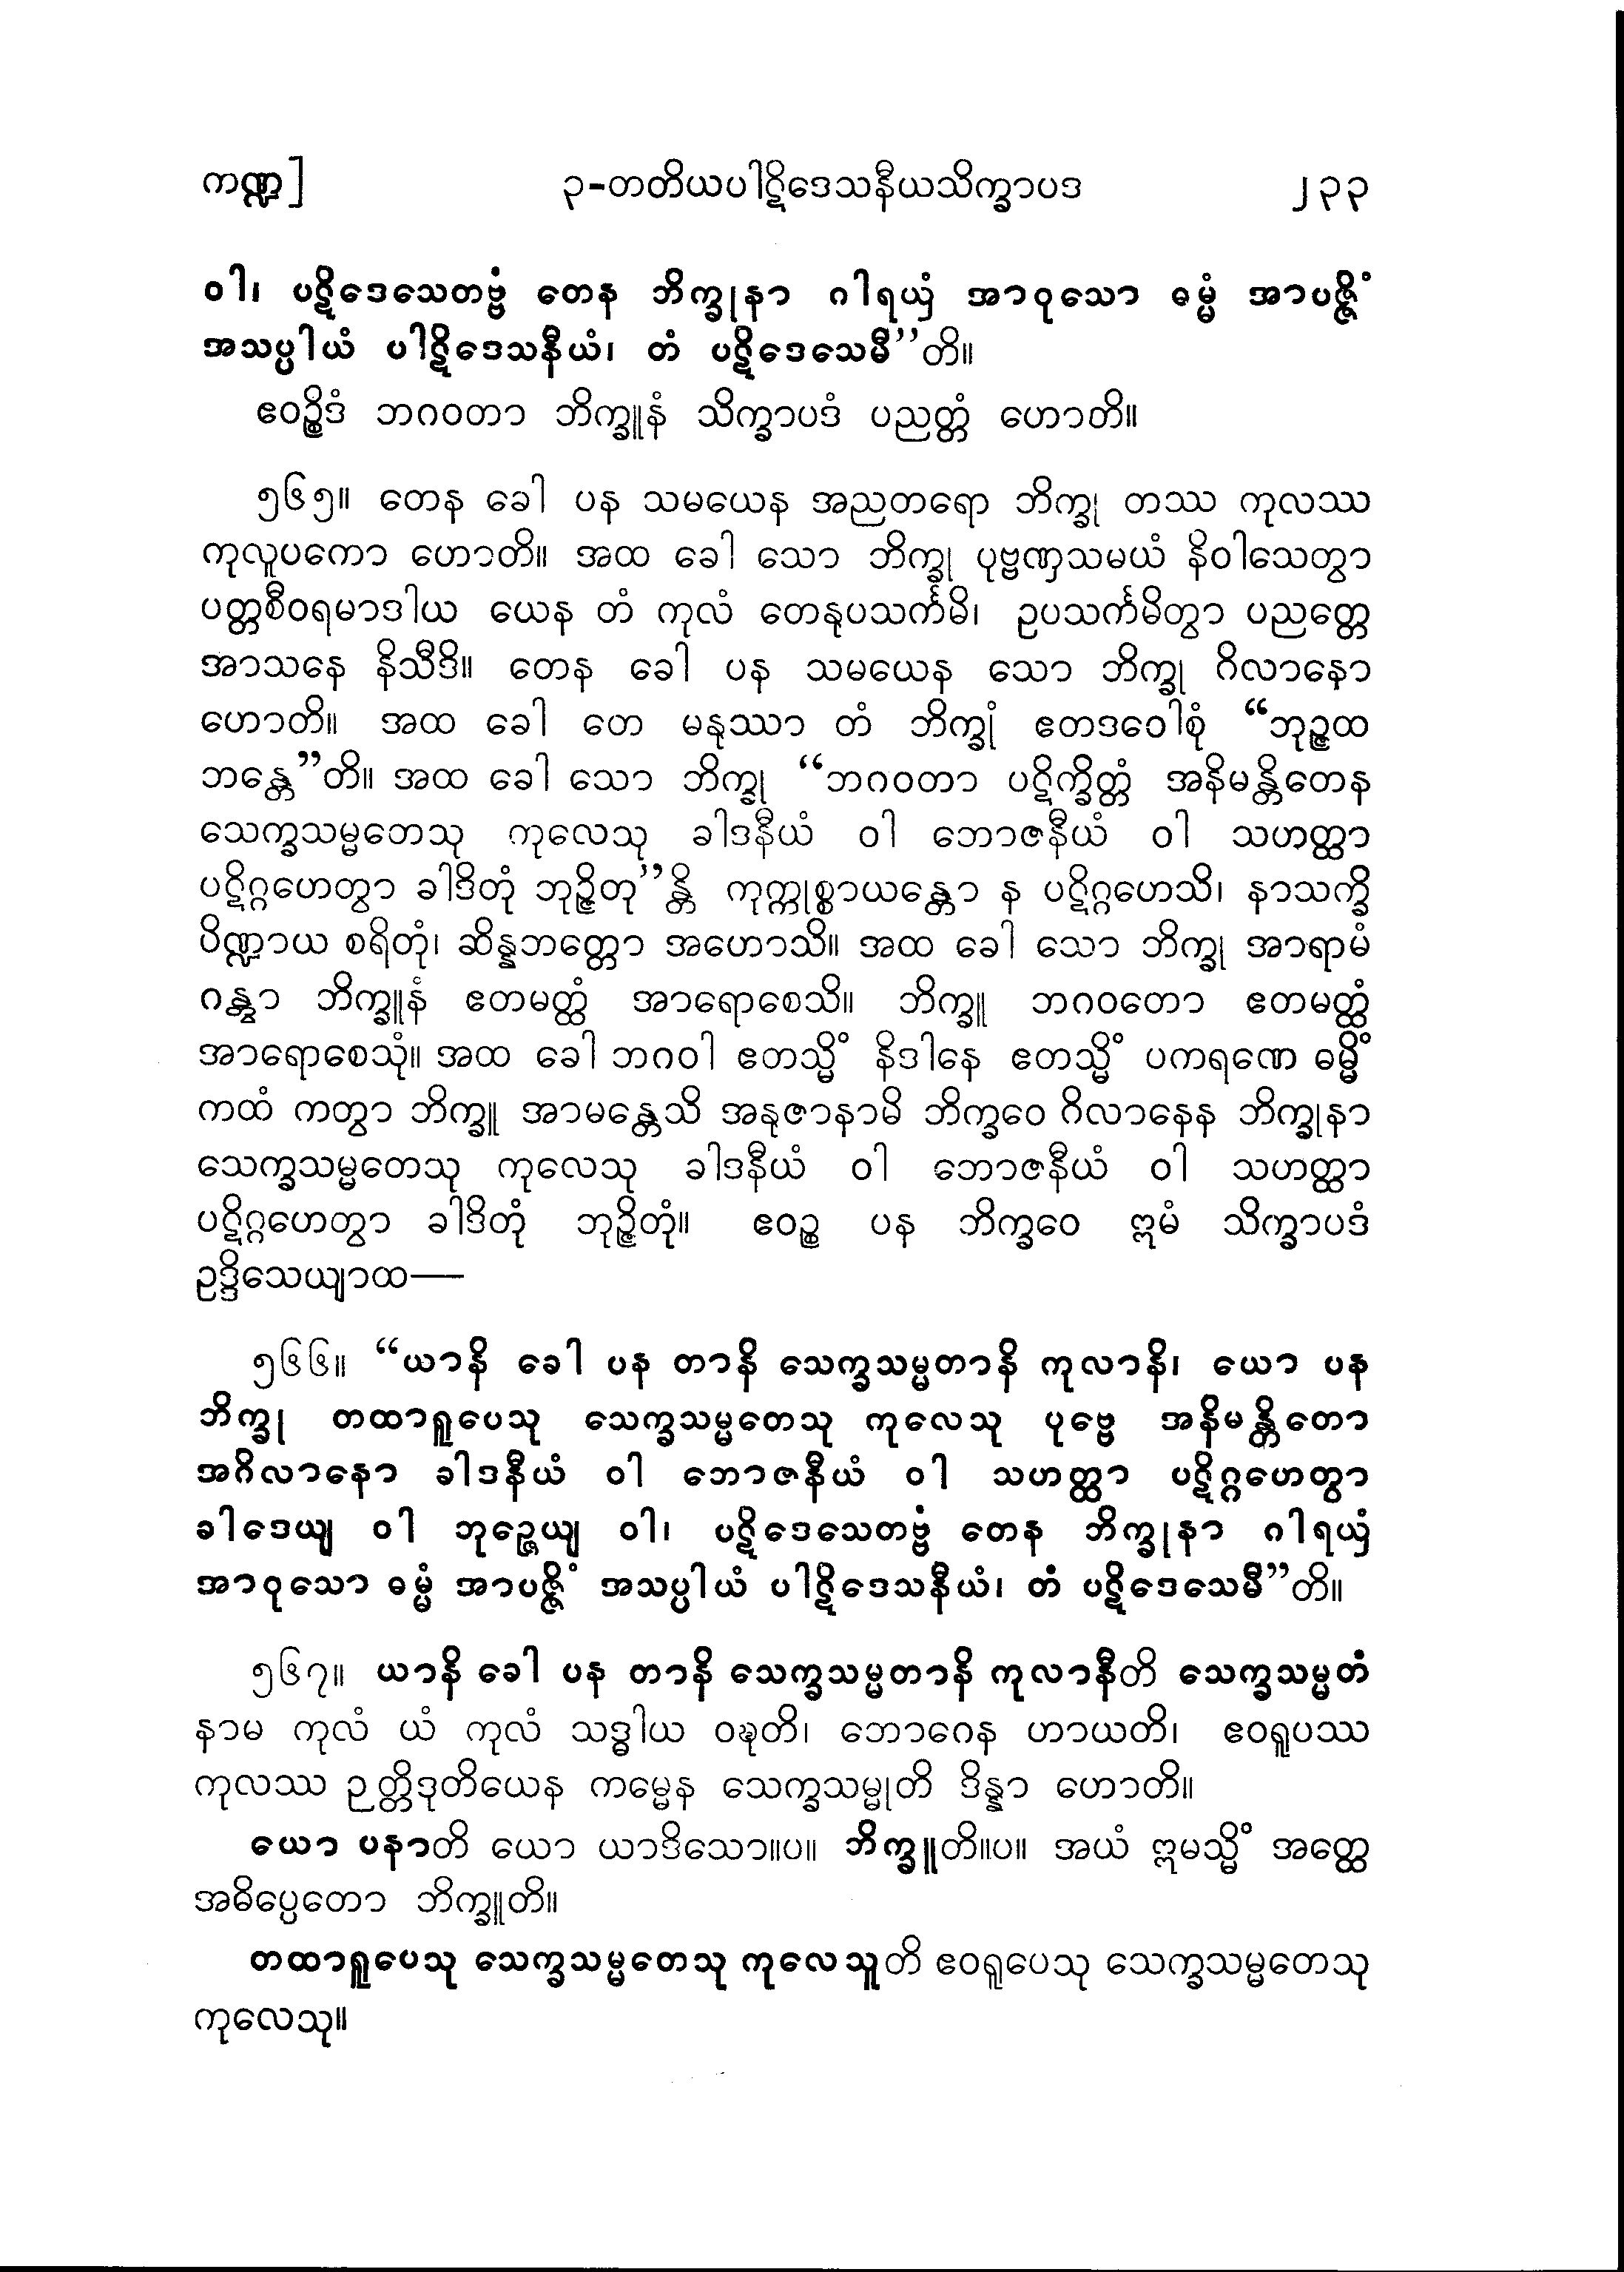 ကဏ္ဍ] ၃-တတိယပါဋိဒေသနီယသိက္ခာပဒ ၂၃၃
ဝါ၊ ပဋိဒေသေတဗ္ဗံ တေန ဘိက္ခုနာ ဂါရယှံ အာဝုသော ဓမ္မံ အာပဇ္ဇိံ
အသပ္ပါယံ ပါဋိဒေသနီယံ၊ တံ ပဋိဒေသေမီ”တိ။
ဧဝဉ္စိဒံ ဘဂဝတာ ဘိက္ခူနံ သိက္ခာပဒံ ပညတ္တံ ဟောတိ။
၅၆၅။ တေန ခေါ ပန သမယေန အညတရော ဘိက္ခု တဿ ကုလဿ
ကုလူပကော ဟောတိ။ အထ ခေါ သော ဘိက္ခု ပုဗ္ဗဏှသမယံ နိဝါသေတွာ
ပတ္တစီဝရမာဒါယ ယေန တံ ကုလံ တေနုပသင်္ကမိ၊ ဥပသင်္ကမိတွာ ပညတ္တေ
အာသနေ နိသီဒိ။ တေန ခေါ ပန သမယေန သော ဘိက္ခု ဂိလာနော
ဟောတိ။ အထ ခေါ တေ မနုဿာ တံ ဘိက္ခုံ ဧတဒဝေါစုံ “ဘုဉ္ဇထ
ဘန္တေ”တိ။ အထ ခေါ သော ဘိက္ခု “ဘဂဝတာ ပဋိက္ခိတ္တံ အနိမန္တိတေန
သေက္ခသမ္မတေသု ကုလေသု ခါဒနီယံ ဝါ ဘောဇနီယံ ဝါ သဟတ္ထာ
ပဋိဂ္ဂဟေတွာ ခါဒိတုံ ဘုဉ္ဇိတု”န္တိ ကုက္ကုစ္စာယန္တော န ပဋိဂ္ဂဟေသိ၊ နာသက္ခိ
ပိဏ္ဍာယ စရိတုံ၊ ဆိန္နဘတ္တော အဟောသိ။ အထ ခေါ သော ဘိက္ခု အာရာမံ
ဂန္တွာ ဘိက္ခူနံ ဧတမတ္ထံ အာရောစေသိ။ ဘိက္ခူ ဘဂဝတော ဧတမတ္ထံ
အာရောစေသုံ။ အထ ခေါ ဘဂဝါ ဧတသ္မိံ နိဒါနေ ဧတသ္မိံ ပကရဏေ ဓမ္မိံ
ကထံ ကတွာ ဘိက္ခူ အာမန္တေသိ အနုဇာနာမိ ဘိက္ခဝေ ဂိလာနေန ဘိက္ခုနာ
သေက္ခသမ္မတေသု ကုလေသု ခါဒနီယံ ဝါ ဘောဇနီယံ ဝါ သဟတ္ထာ
ပဋိဂ္ဂဟေတွာ ခါဒိတုံ ဘုဉ္ဇိတုံ။ ဧဝဉ္စ ပန ဘိက္ခဝေ ဣမံ သိက္ခာပဒံ
ဥဒ္ဒိသေယျာထ—
၅၆၆။ “ယာနိ ခေါ ပန တာနိ သေက္ခသမ္မတာနိ ကုလာနိ၊ ယော ပန
ဘိက္ခု တထာရူပေသု သေက္ခသမ္မတေသု ကုလေသု ပုဗ္ဗေ အနိမန္တိတော
အဂိလာနော ခါဒနီယံ ဝါ ဘောဇနီယံ ဝါ သဟတ္ထာ ပဋိဂ္ဂဟေတွာ
ခါဒေယျ ဝါ ဘုဉ္ဇေယျ ဝါ၊ ပဋိဒေသေတဗ္ဗံ တေန ဘိက္ခုနာ ဂါရယှံ
အာဝုသော ဓမ္မံ အာပဇ္ဇိံ အသပ္ပါယံ ပါဋိဒေသနီယံ၊ တံ ပဋိဒေသေမီ”တိ။
၅၆၇။ ယာနိ ခေါ ပန တာနိ သေက္ခသမ္မတာနိ ကုလာနီတိ သေက္ခသမ္မတံ
နာမ ကုလံ ယံ ကုလံ သဒ္ဓါယ ဝဍ္ဎတိ၊ ဘောဂေန ဟာယတိ၊ ဧဝရူပဿ
ကုလဿ ဉတ္တိဒုတိယေန ကမ္မေန သေက္ခသမ္မုတိ ဒိန္နာ ဟောတိ။
ယော ပနာတိ ယော ယာဒိသော။ပ။ ဘိက္ခူတိ။ပ။ အယံ ဣမသ္မိံ အတ္ထေ
အဓိပ္ပေတော ဘိက္ခူတိ။
တထာရူပေသု သေက္ခသမ္မတေသု ကုလေသူတိ ဧဝရူပေသု သေက္ခသမ္မတေသု
ကုလေသု။